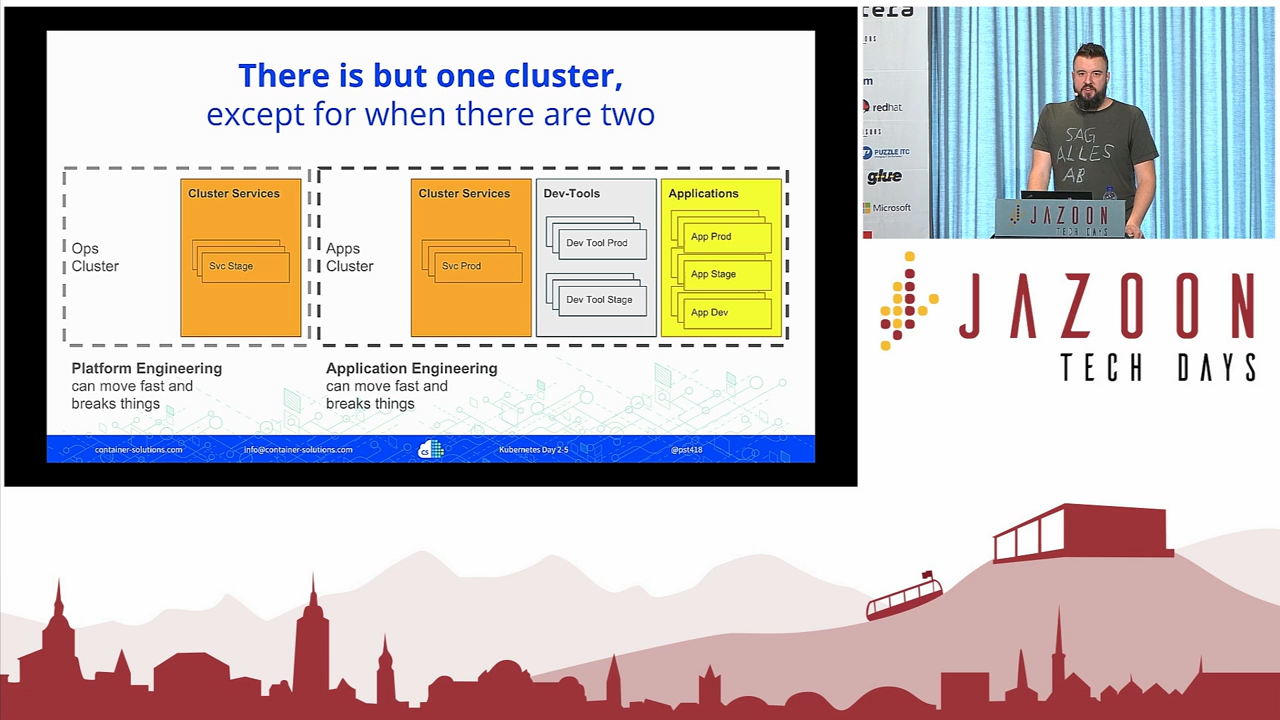 There is but one cluster,
except for when there are two
Ops
Cluster
Cluster Services
Svc Stage
Apps
Cluster
Cluster Services
Svc Prod
Dev-Tools
Dev Tool Prod
Dev Tool Stage
Applications
App Prod
App Stage
App Dev
Platform Engineering
can move fast and
breaks things
Application Engineering
can move fast and
breaks things
container-solutions.com
info@container-solutions.com
cs
Kubernetes Day 2-5
@pst418
redhat.
PUZZLE ITC
glue
Microsoft
SAG
ALLES
AB
JAZOON
TECH DAYS
JAZOON
TECH DAYS